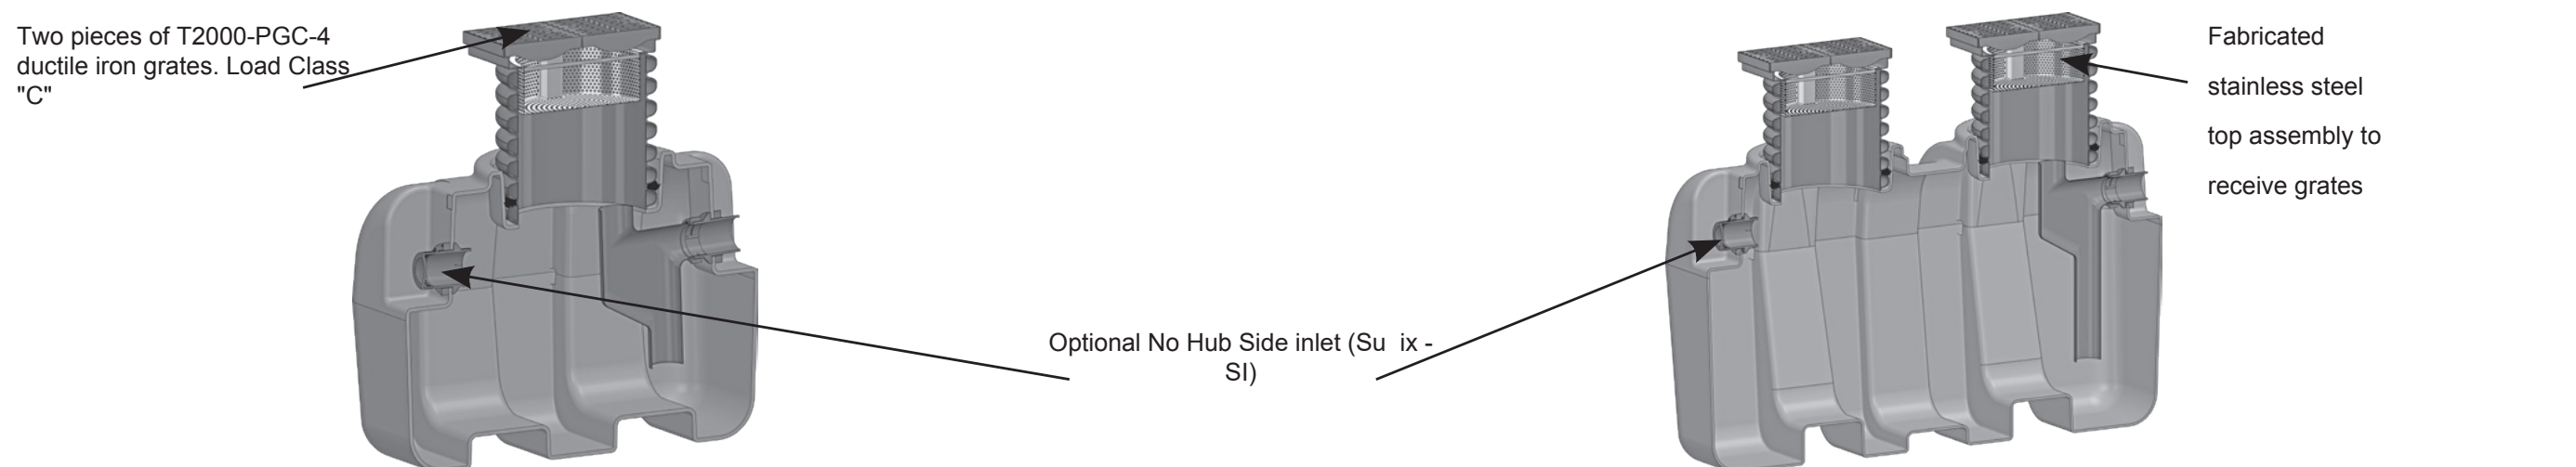 Two pieces of T2000-PGC-4
ductile iron grates. Load Class
"C"
Optional No Hub Side inlet (Su ix -
SI)
Fabricated
stainless steel
top assembly to
receive grates